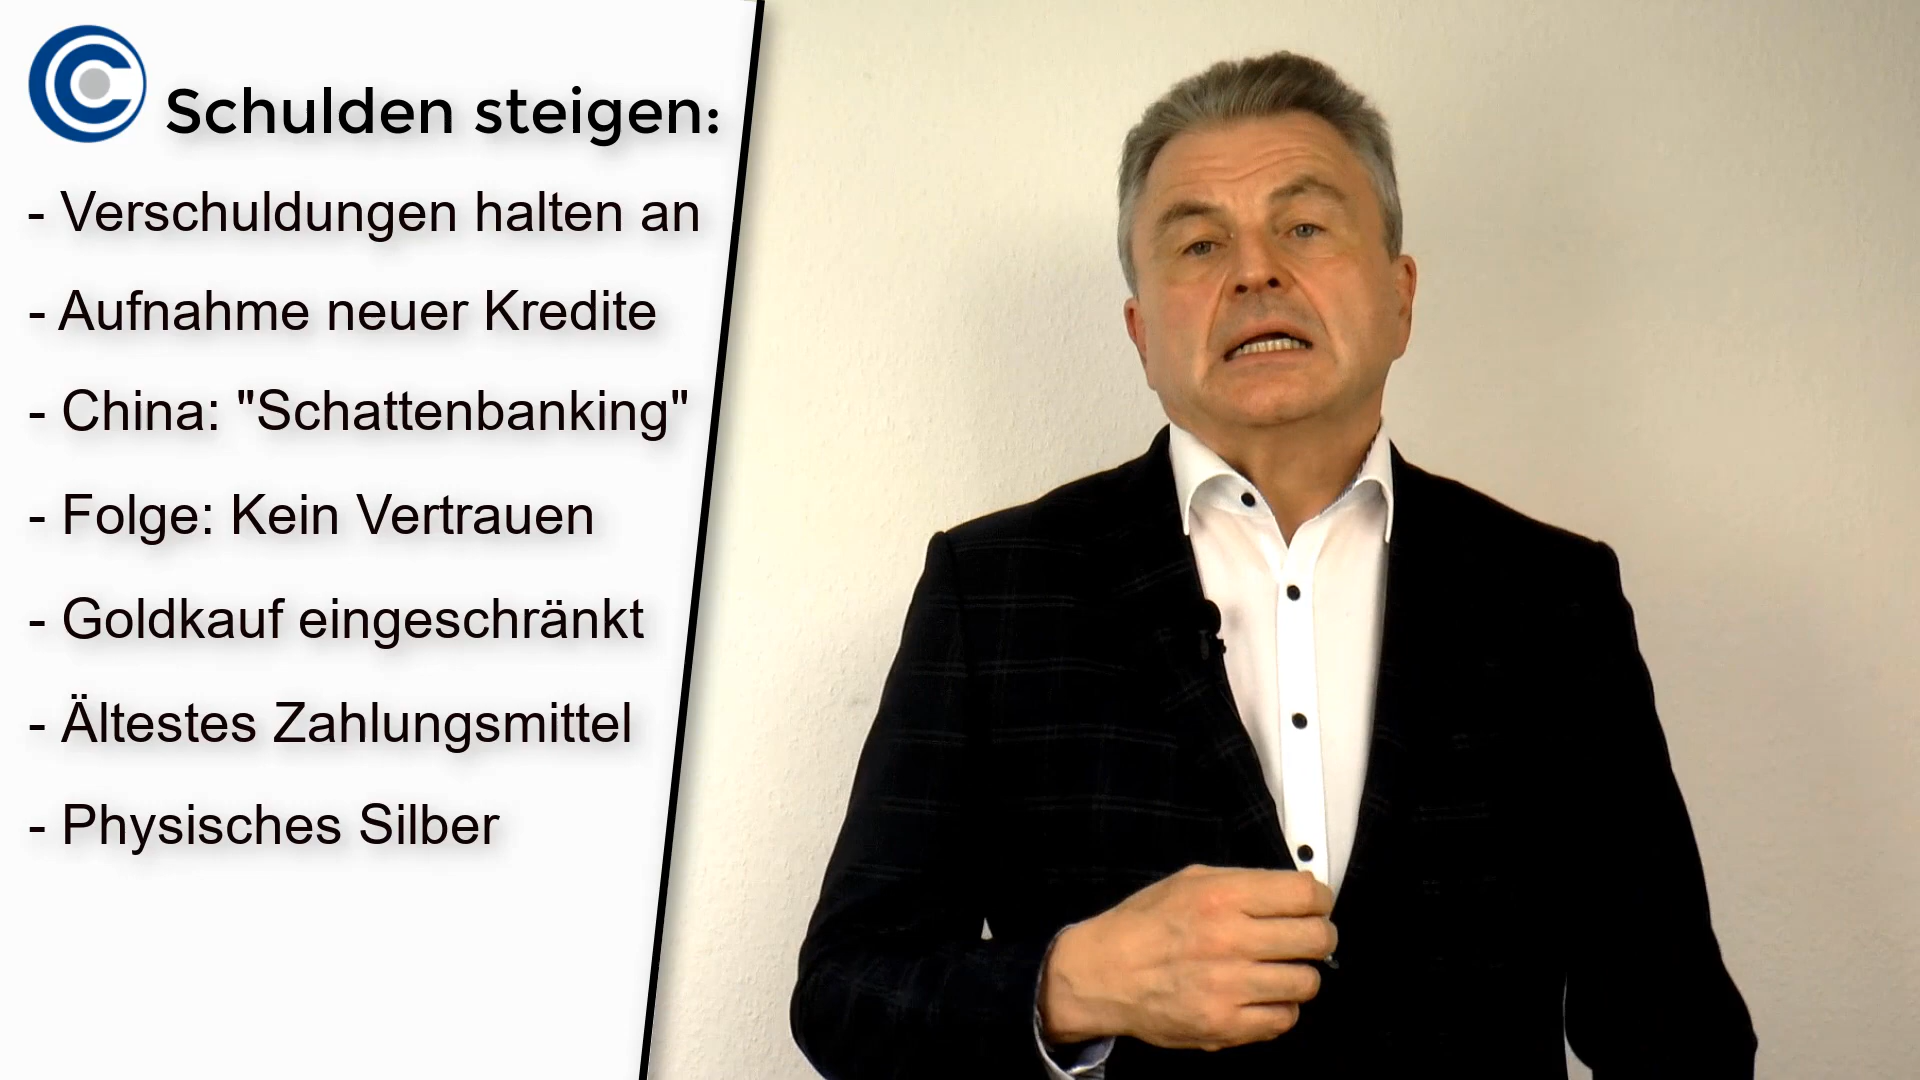 Schulden steigen:
- Verschuldungen halten an
- Aufnahme neuer Kredite
- China: "Schattenbanking"
- Folge: Kein Vertrauen
- Goldkauf eingeschränkt
- Ältestes Zahlungsmittel
- Physisches Silber